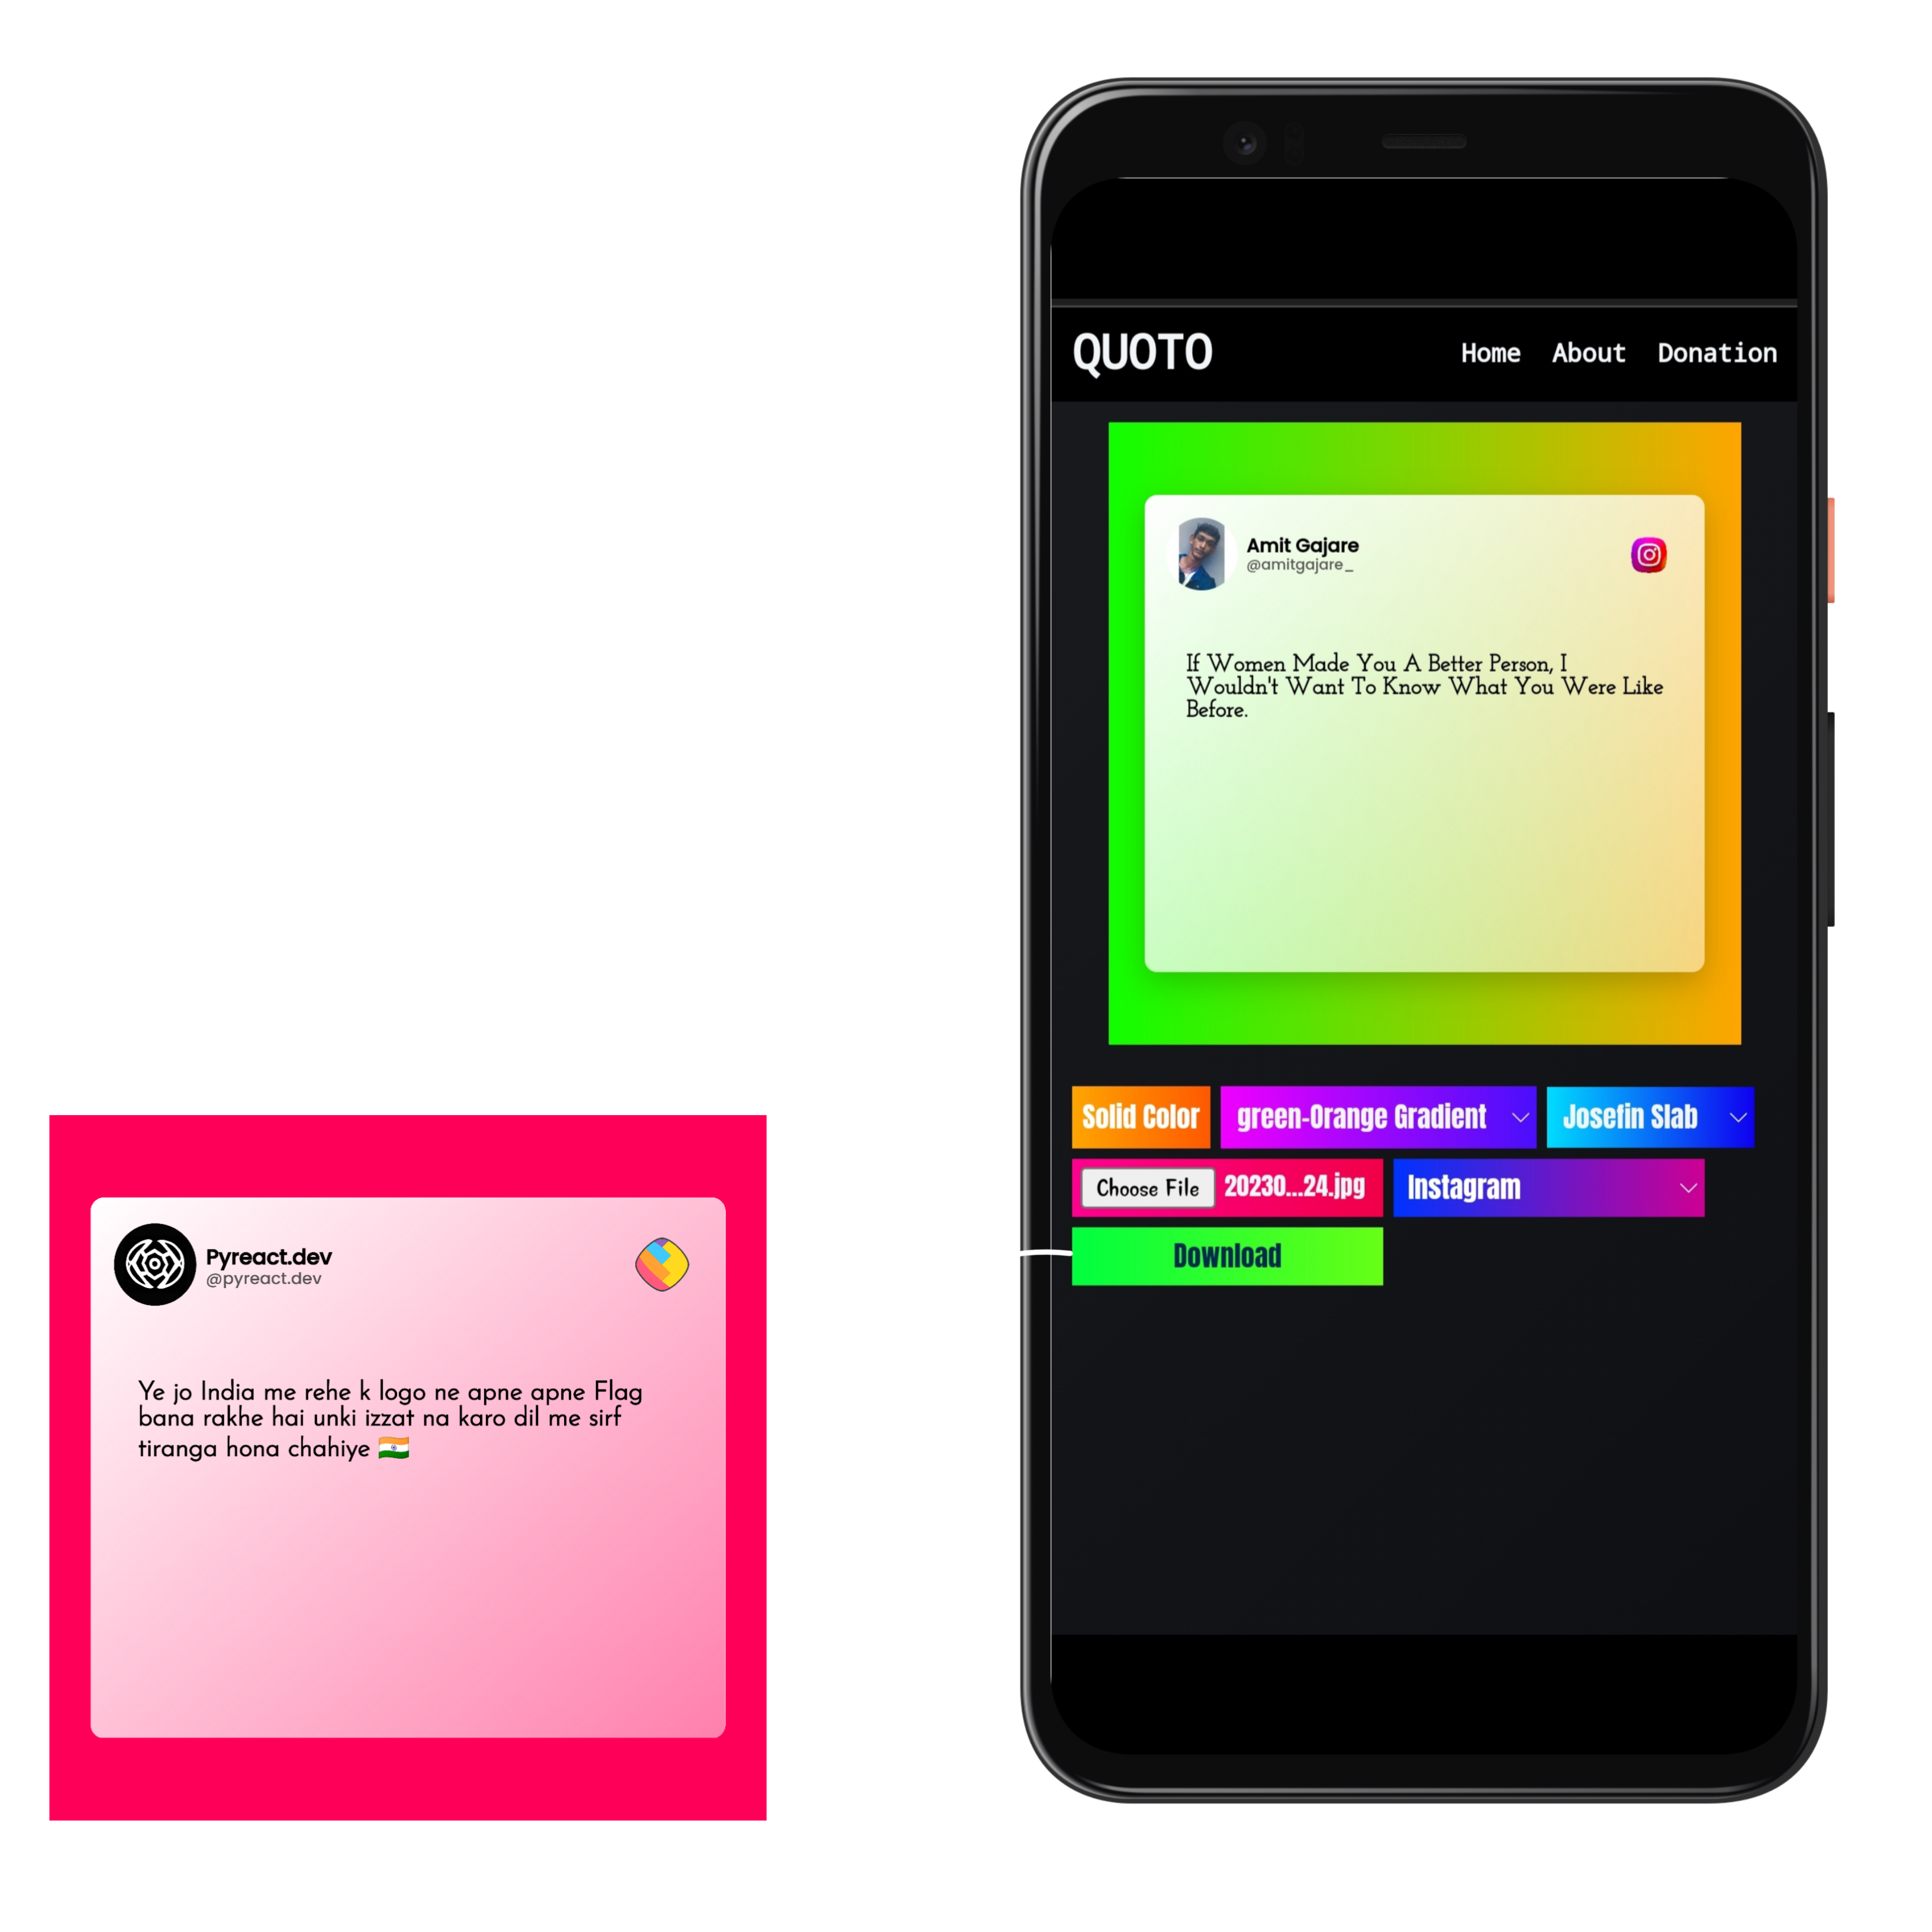 QUOTO
Home About Donation
Amit Gajare
@amitgajare_
If Women Made You A Better Person, I
Wouldn't Want To Know What You Were Like
Before.
Solid Color
green-Orange Gradient
Josefin Slab
Choose File 20230...24.jpg
Instagram
Download
Pyreact.dev
@pyreact.dev
Ye jo India me rehe k logo ne apne apne Flag
bana rakhe hai unki izzat na karo dil me sirf
tiranga hona chahiye 🇮🇳